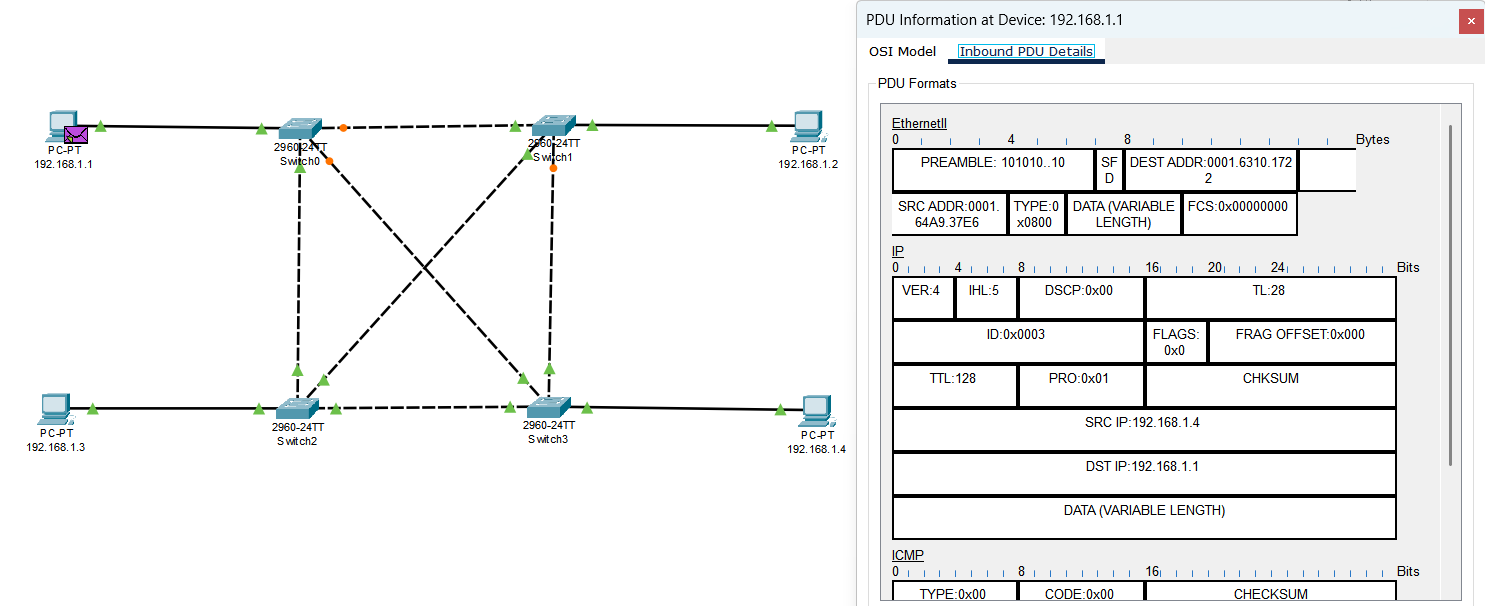 PC-PT
192.168.1.1
2960-24TT
Switch0
2960-24TT
Switch1
PC-PT
192.168.1.2
PC-PT
192.168.1.3
2960-24TT
Switch2
2960-24TT
Switch3
PC-PT
192.168.1.4
PDU Information at Device: 192.168.1.1
×
OSI Model Inbound PDU Details
PDU Formats
EthernetII
0 4 8 Bytes
PREAMBLE: 101010..10
SF
D
DEST ADDR:0001.6310.172
2
SRC ADDR:0001.
64A9.37E6
TYPE:0
x0800
DATA (VARIABLE
LENGTH)
FCS:0x00000000
IP
0 4 8 16 20 24 Bits
VER:4 IHL:5 DSCP:0x00 TL:28
ID:0x0003
FLAGS:
0x0
FRAG OFFSET:0x000
TTL:128 PRO:0x01 CHKSUM
SRC IP:192.168.1.4
DST IP:192.168.1.1
DATA (VARIABLE LENGTH)
ICMP
0 8 16 Bits
TYPE:0x00 CODE:0x00 CHECKSUM